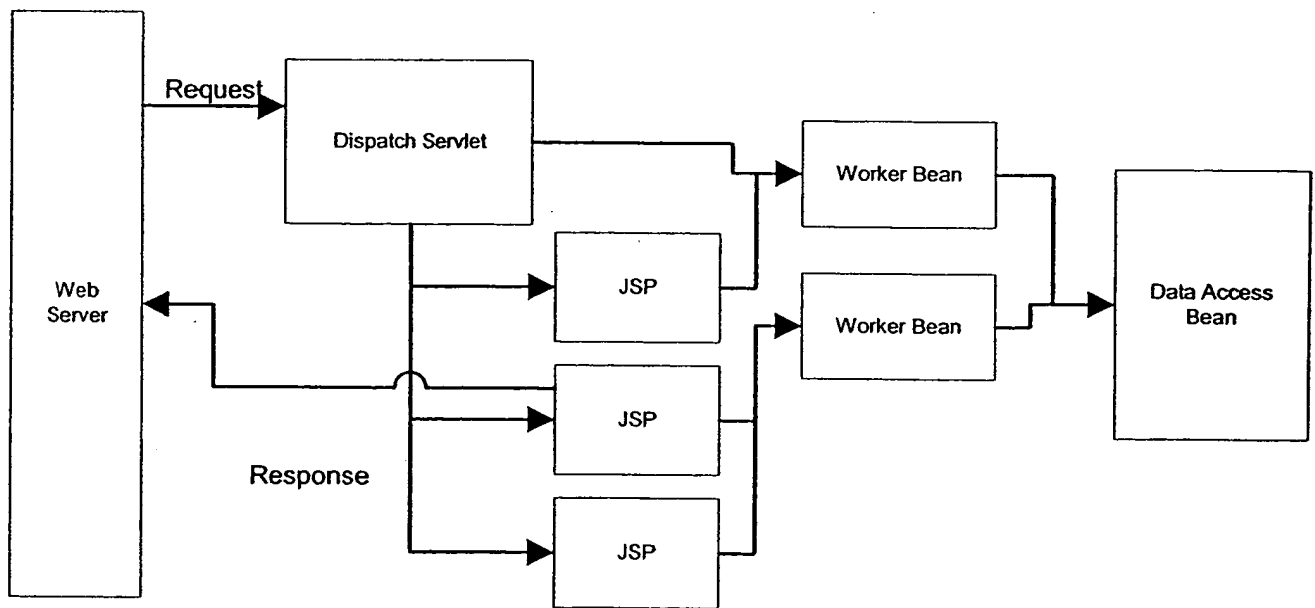 Request
Dispatch Servlet
Worker Bean
Web
Server
JSP
Worker Bean
Data Access
Bean
JSP
Response
JSP